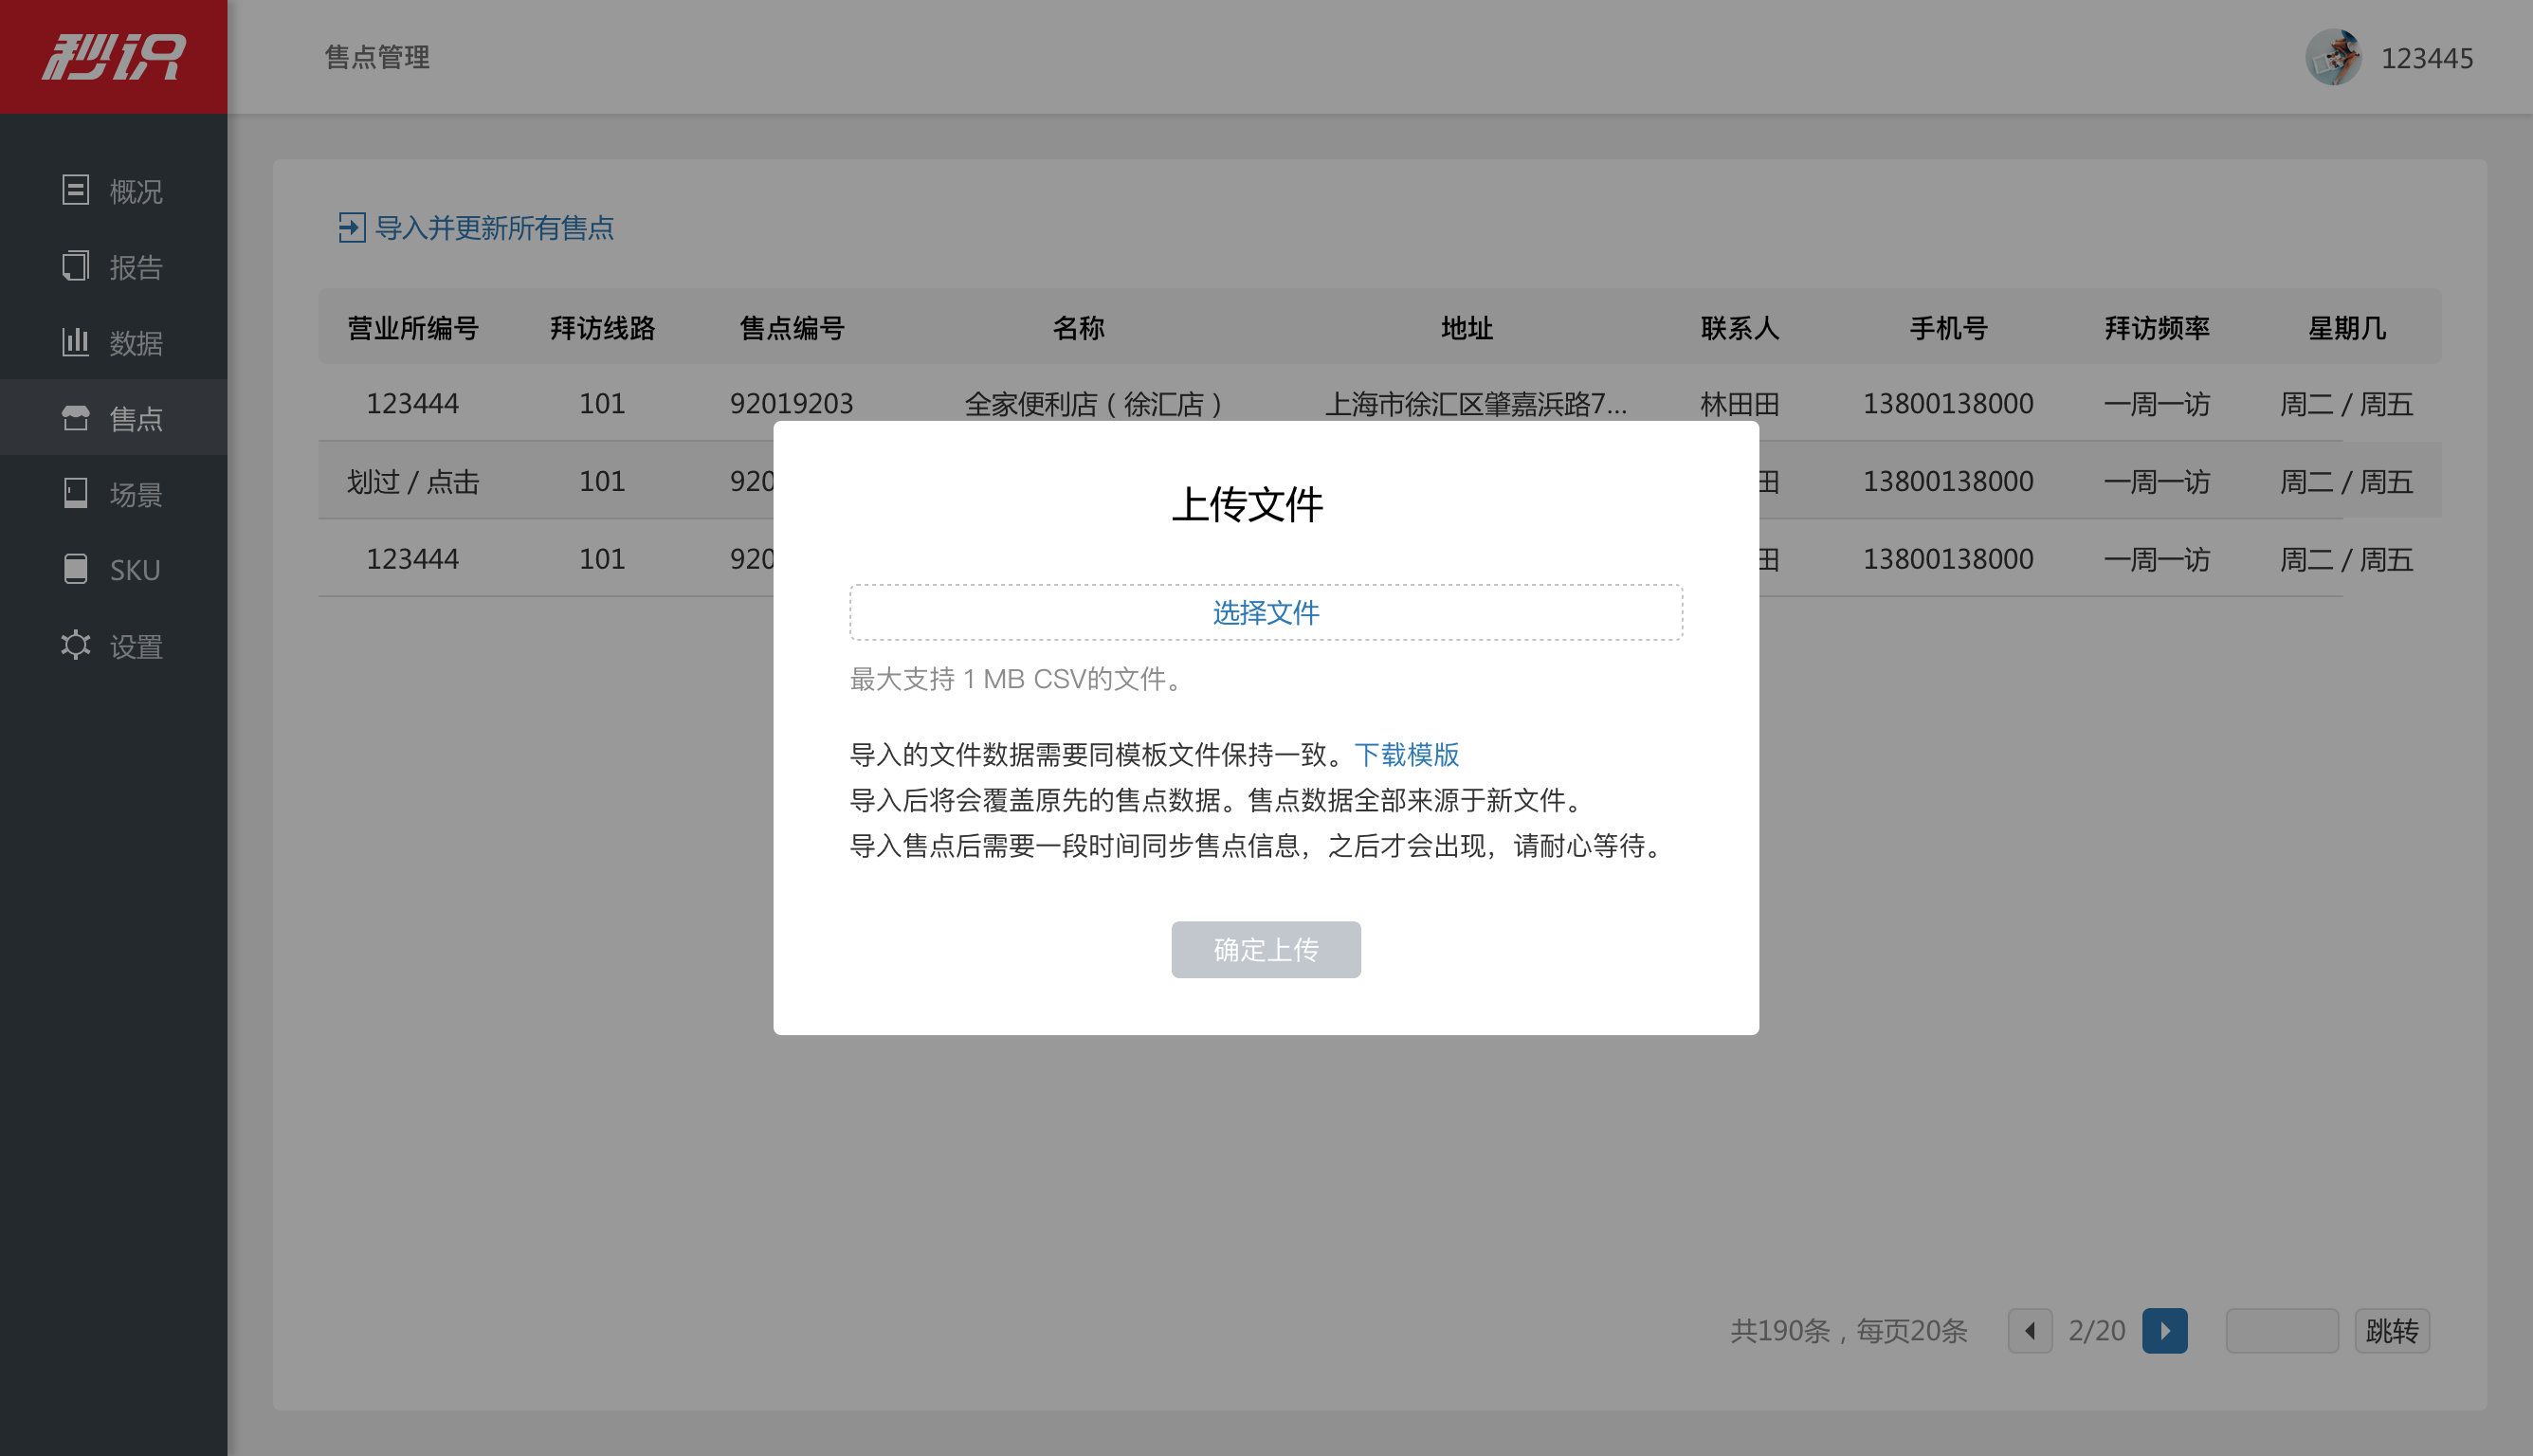 秒识
售点管理
123445
概况
报告
数据
售点
场景
SKU
设置
导入并更新所有售点
营业所编号 拜访线路 售点编号 名称 地址 联系人 手机号 拜访频率 星期几
123444 101 92019203 全家便利店（徐汇店） 上海市徐汇区肇嘉浜路7... 林田田 13800138000 一周一访 周二 / 周五
划过 / 点击 101 920 田 13800138000 一周一访 周二 / 周五
123444 101 920 田 13800138000 一周一访 周二 / 周五
上传文件
选择文件
最大支持 1 MB CSV的文件。
导入的文件数据需要同模板文件保持一致。下载模版
导入后将会覆盖原先的售点数据。售点数据全部来源于新文件。
导入售点后需要一段时间同步售点信息，之后才会出现，请耐心等待。
确定上传
共190条，每页20条 2/20 跳转